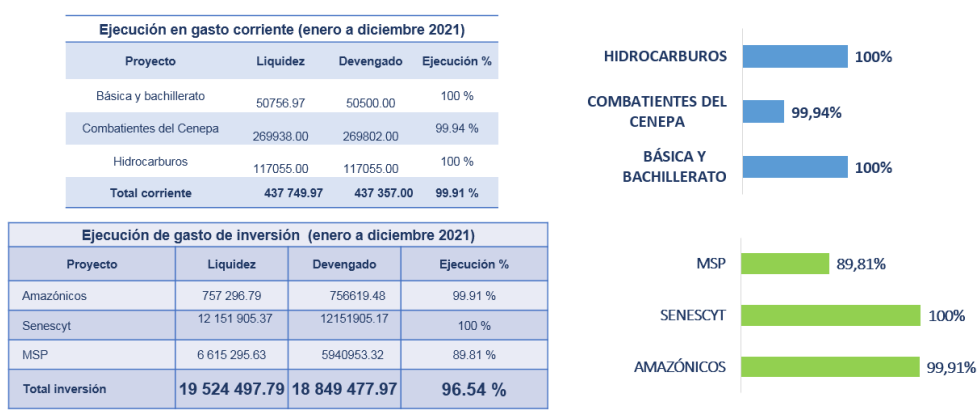 Ejecución en gasto corriente (enero a diciembre 2021)
Proyecto Liquidez Devengado Ejecución %
Básica y bachillerato 50756.97 50500.00 100 %
Combatientes del Cenepa 269938.00 269802.00 99.94 %
Hidrocarburos 117055.00 117055.00 100 %
Total corriente 437 749.97 437 357.00 99.91 %
Ejecución de gasto de inversión (enero a diciembre 2021)
Proyecto Liquidez Devengado Ejecución %
Amazónicos 757 296.79 756619.48 99.91 %
Senescyt 12 151 905.37 12151905.17 100 %
MSP 6 615 295.63 5940953.32 89.81 %
Total inversión 19 524 497.79 18 849 477.97 96.54 %
HIDROCARBUROS 100%
COMBATIENTES DEL
CENEPA 99,94%
BÁSICA Y
BACHILLERATO 100%
MSP 89,81%
SENESCYT 100%
AMAZÓNICOS 99,91%